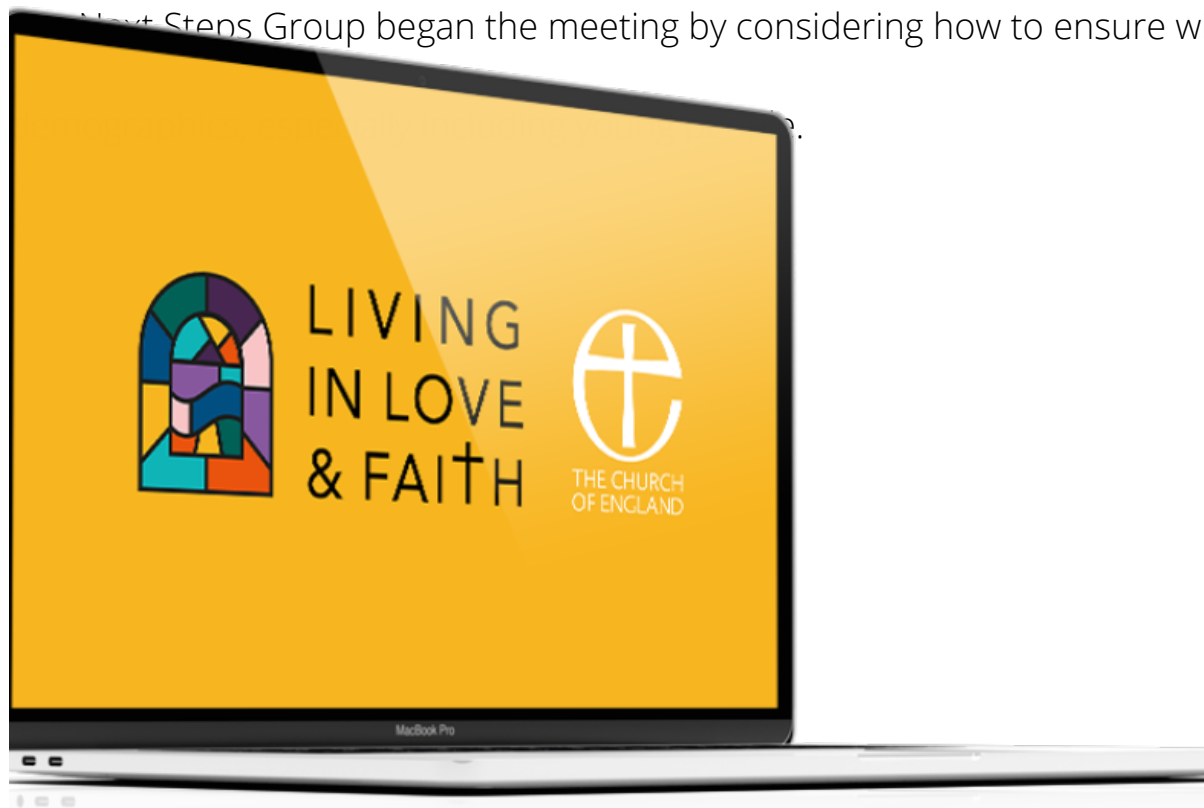 Next Steps Group began the meeting by considering how to ensure w
e.
LIVING
IN LOVE
& FAITH
THE CHURCH
OF ENGLAND
MacBook Pro